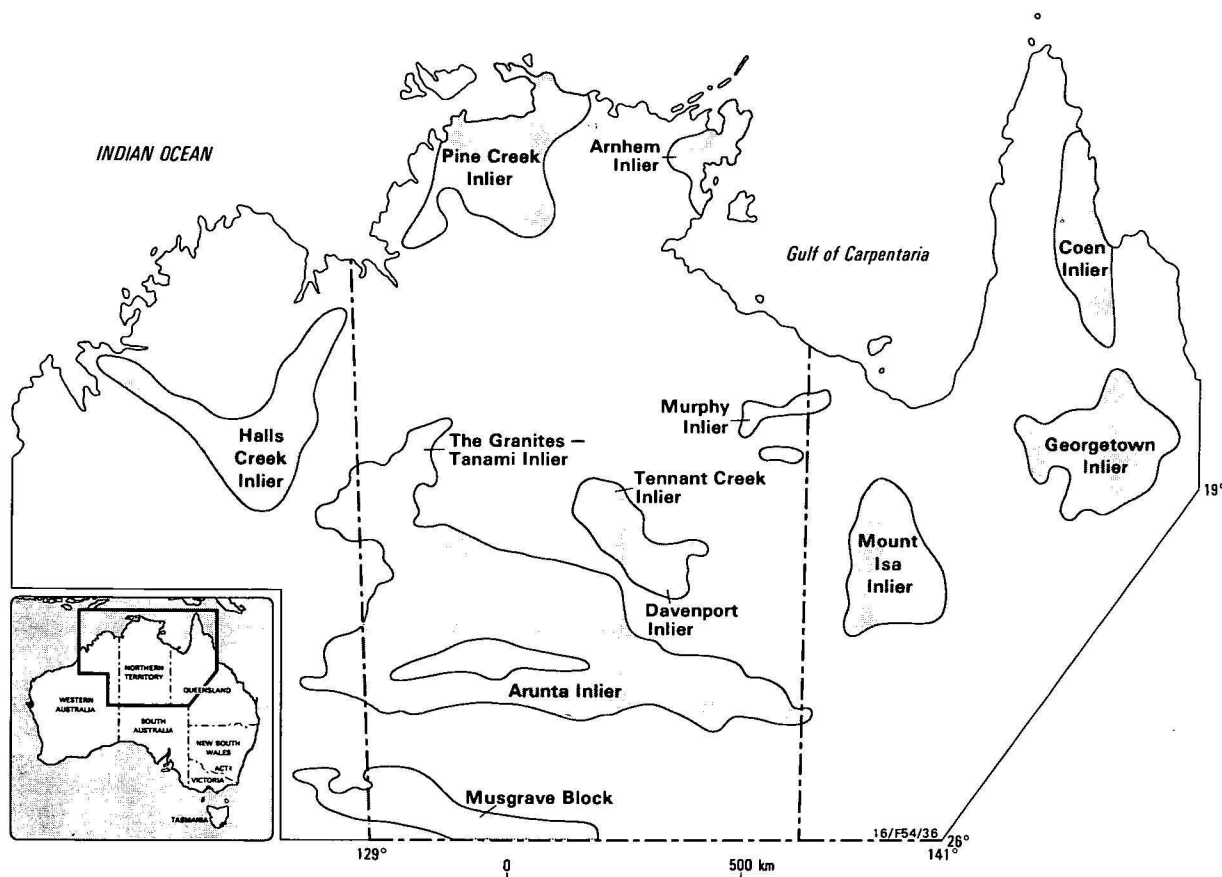 INDIAN OCEAN
Pine Creek
Inlier
Arnhem
Inlier
Gulf of Carpentaria
Coen
Inlier
Halls
Creek
Inlier
The Granites –
Tanami Inlier
Murphy
Inlier
Tennant Creek
Inlier
Georgetown
Inlier
19°
Mount
Isa
Inlier
Davenport
Inlier
Arunta Inlier
Musgrave Block
NORTHERN
TERRITORY
QUEENSLAND
WESTERN
AUSTRALIA
SOUTH
AUSTRALIA
NEW SOUTH
WALES
ACT
VICTORIA
TASMANIA
16/F54/36
26°
129°
0
500 km
141°